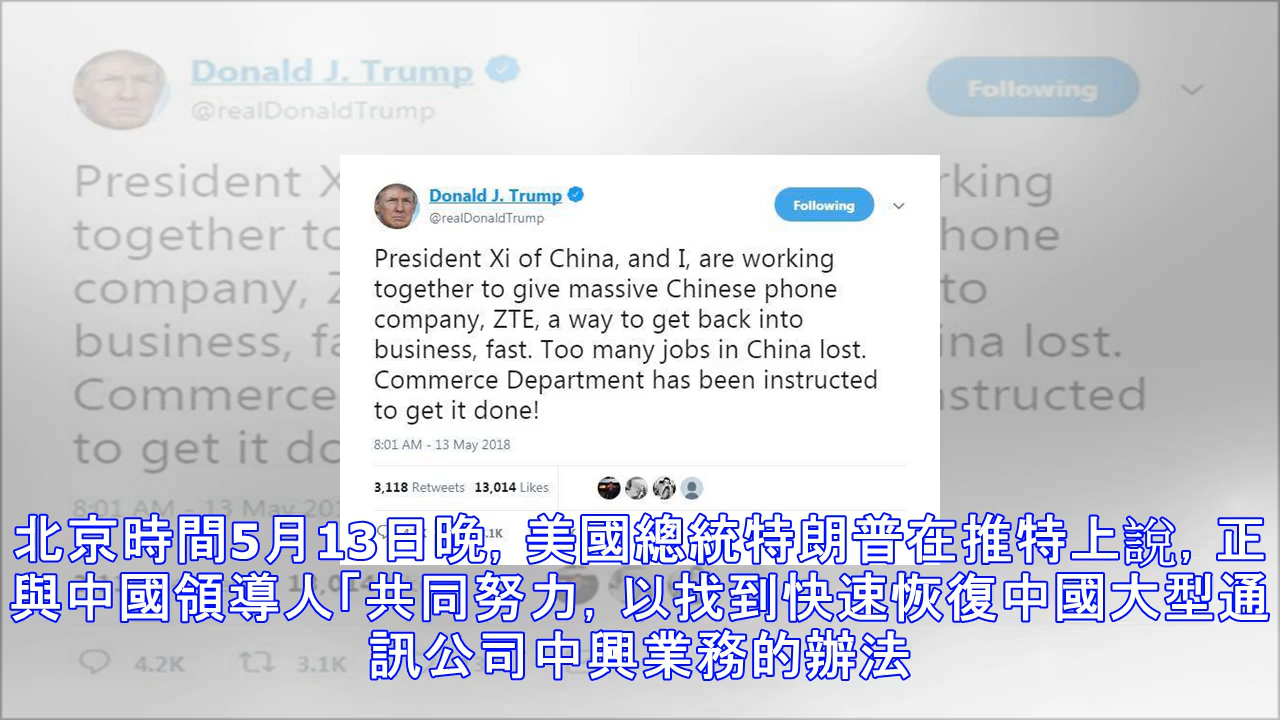 Donald J. Trump
@realDonaldTrump
Following
President Xi of China, and I, are working
together to give massive Chinese phone
company, ZTE, a way to get back into
business, fast. Too many jobs in China lost.
Commerce Department has been instructed
to get it done!
8:01 AM - 13 May 2018
3,118 Retweets 13,014 Likes
北京時間5月13日晚, 美國總統特朗普在推特上說, 正
與中國領導人「共同努力, 以找到快速恢復中國大型通
訊公司中興業務的辦法
4.2K 3.1K